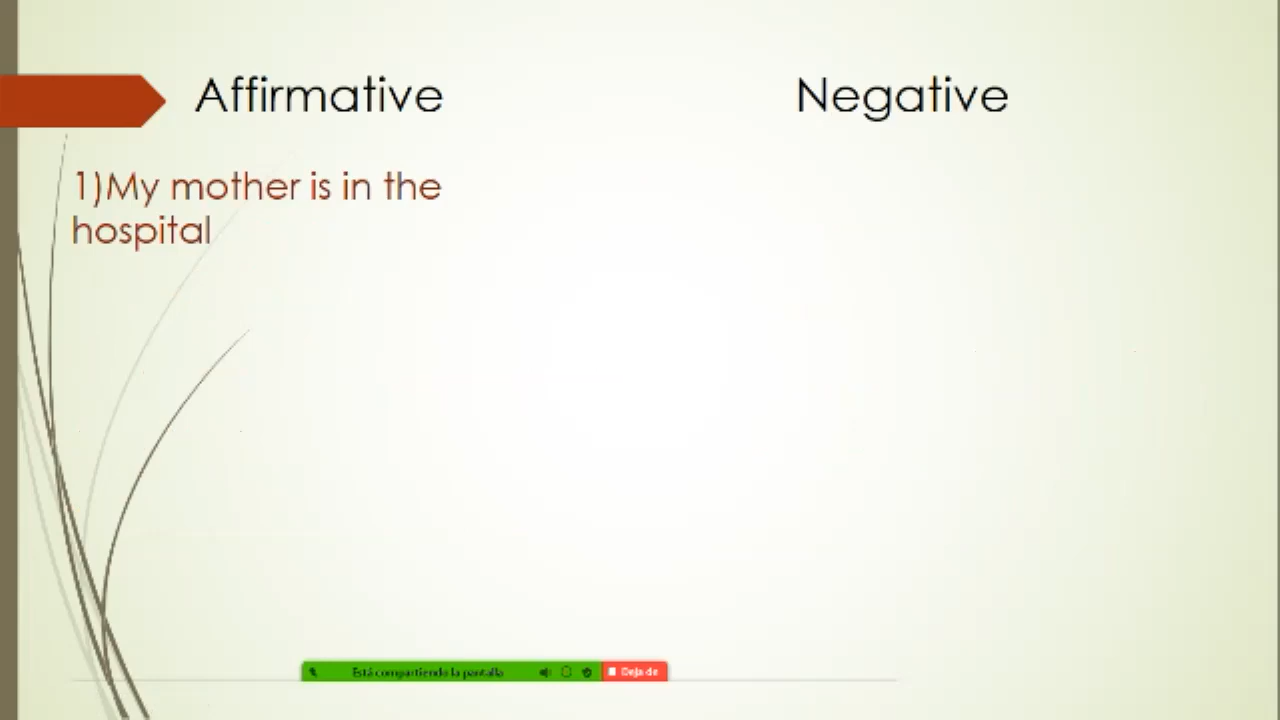 Affirmative
Negative
1)My mother is in the
hospital
Está compartiendo la pantalla
Deja de